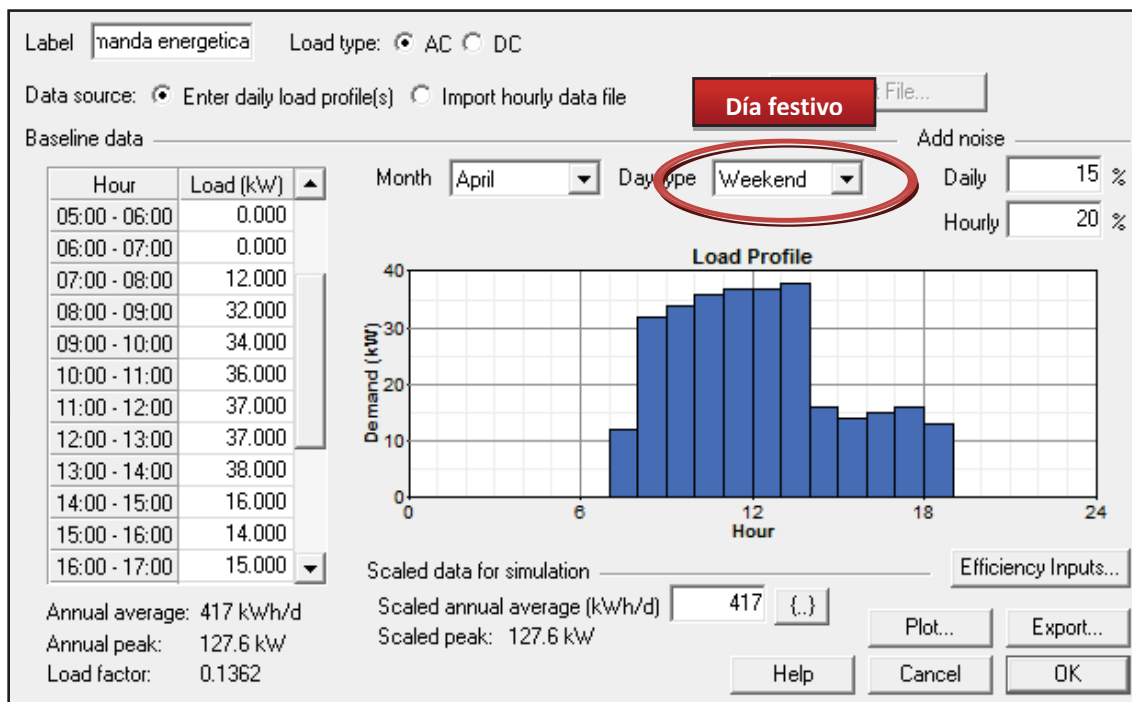 Label manda energetica Load type: AC DC
Data source: Enter daily load profile(s) Import hourly data file File...
Día festivo
Baseline data Add noise
Month April Day type Weekend Daily 15 %
Hourly 20 %
Hour Load (kW)
05:00 - 06:00 0.000
06:00 - 07:00 0.000
07:00 - 08:00 12.000
08:00 - 09:00 32.000
09:00 - 10:00 34.000
10:00 - 11:00 36.000
11:00 - 12:00 37.000
12:00 - 13:00 37.000
13:00 - 14:00 38.000
14:00 - 15:00 16.000
15:00 - 16:00 14.000
16:00 - 17:00 15.000
Load Profile
Demand (kW)
40
30
20
10
0
0 6 12 18 24
Hour
Annual average: 417 kWh/d
Annual peak: 127.6 kW
Load factor: 0.1362
Scaled data for simulation
Scaled annual average (kWh/d) 417 {..}
Scaled peak: 127.6 kW
Efficiency Inputs...
Plot... Export...
Help Cancel OK